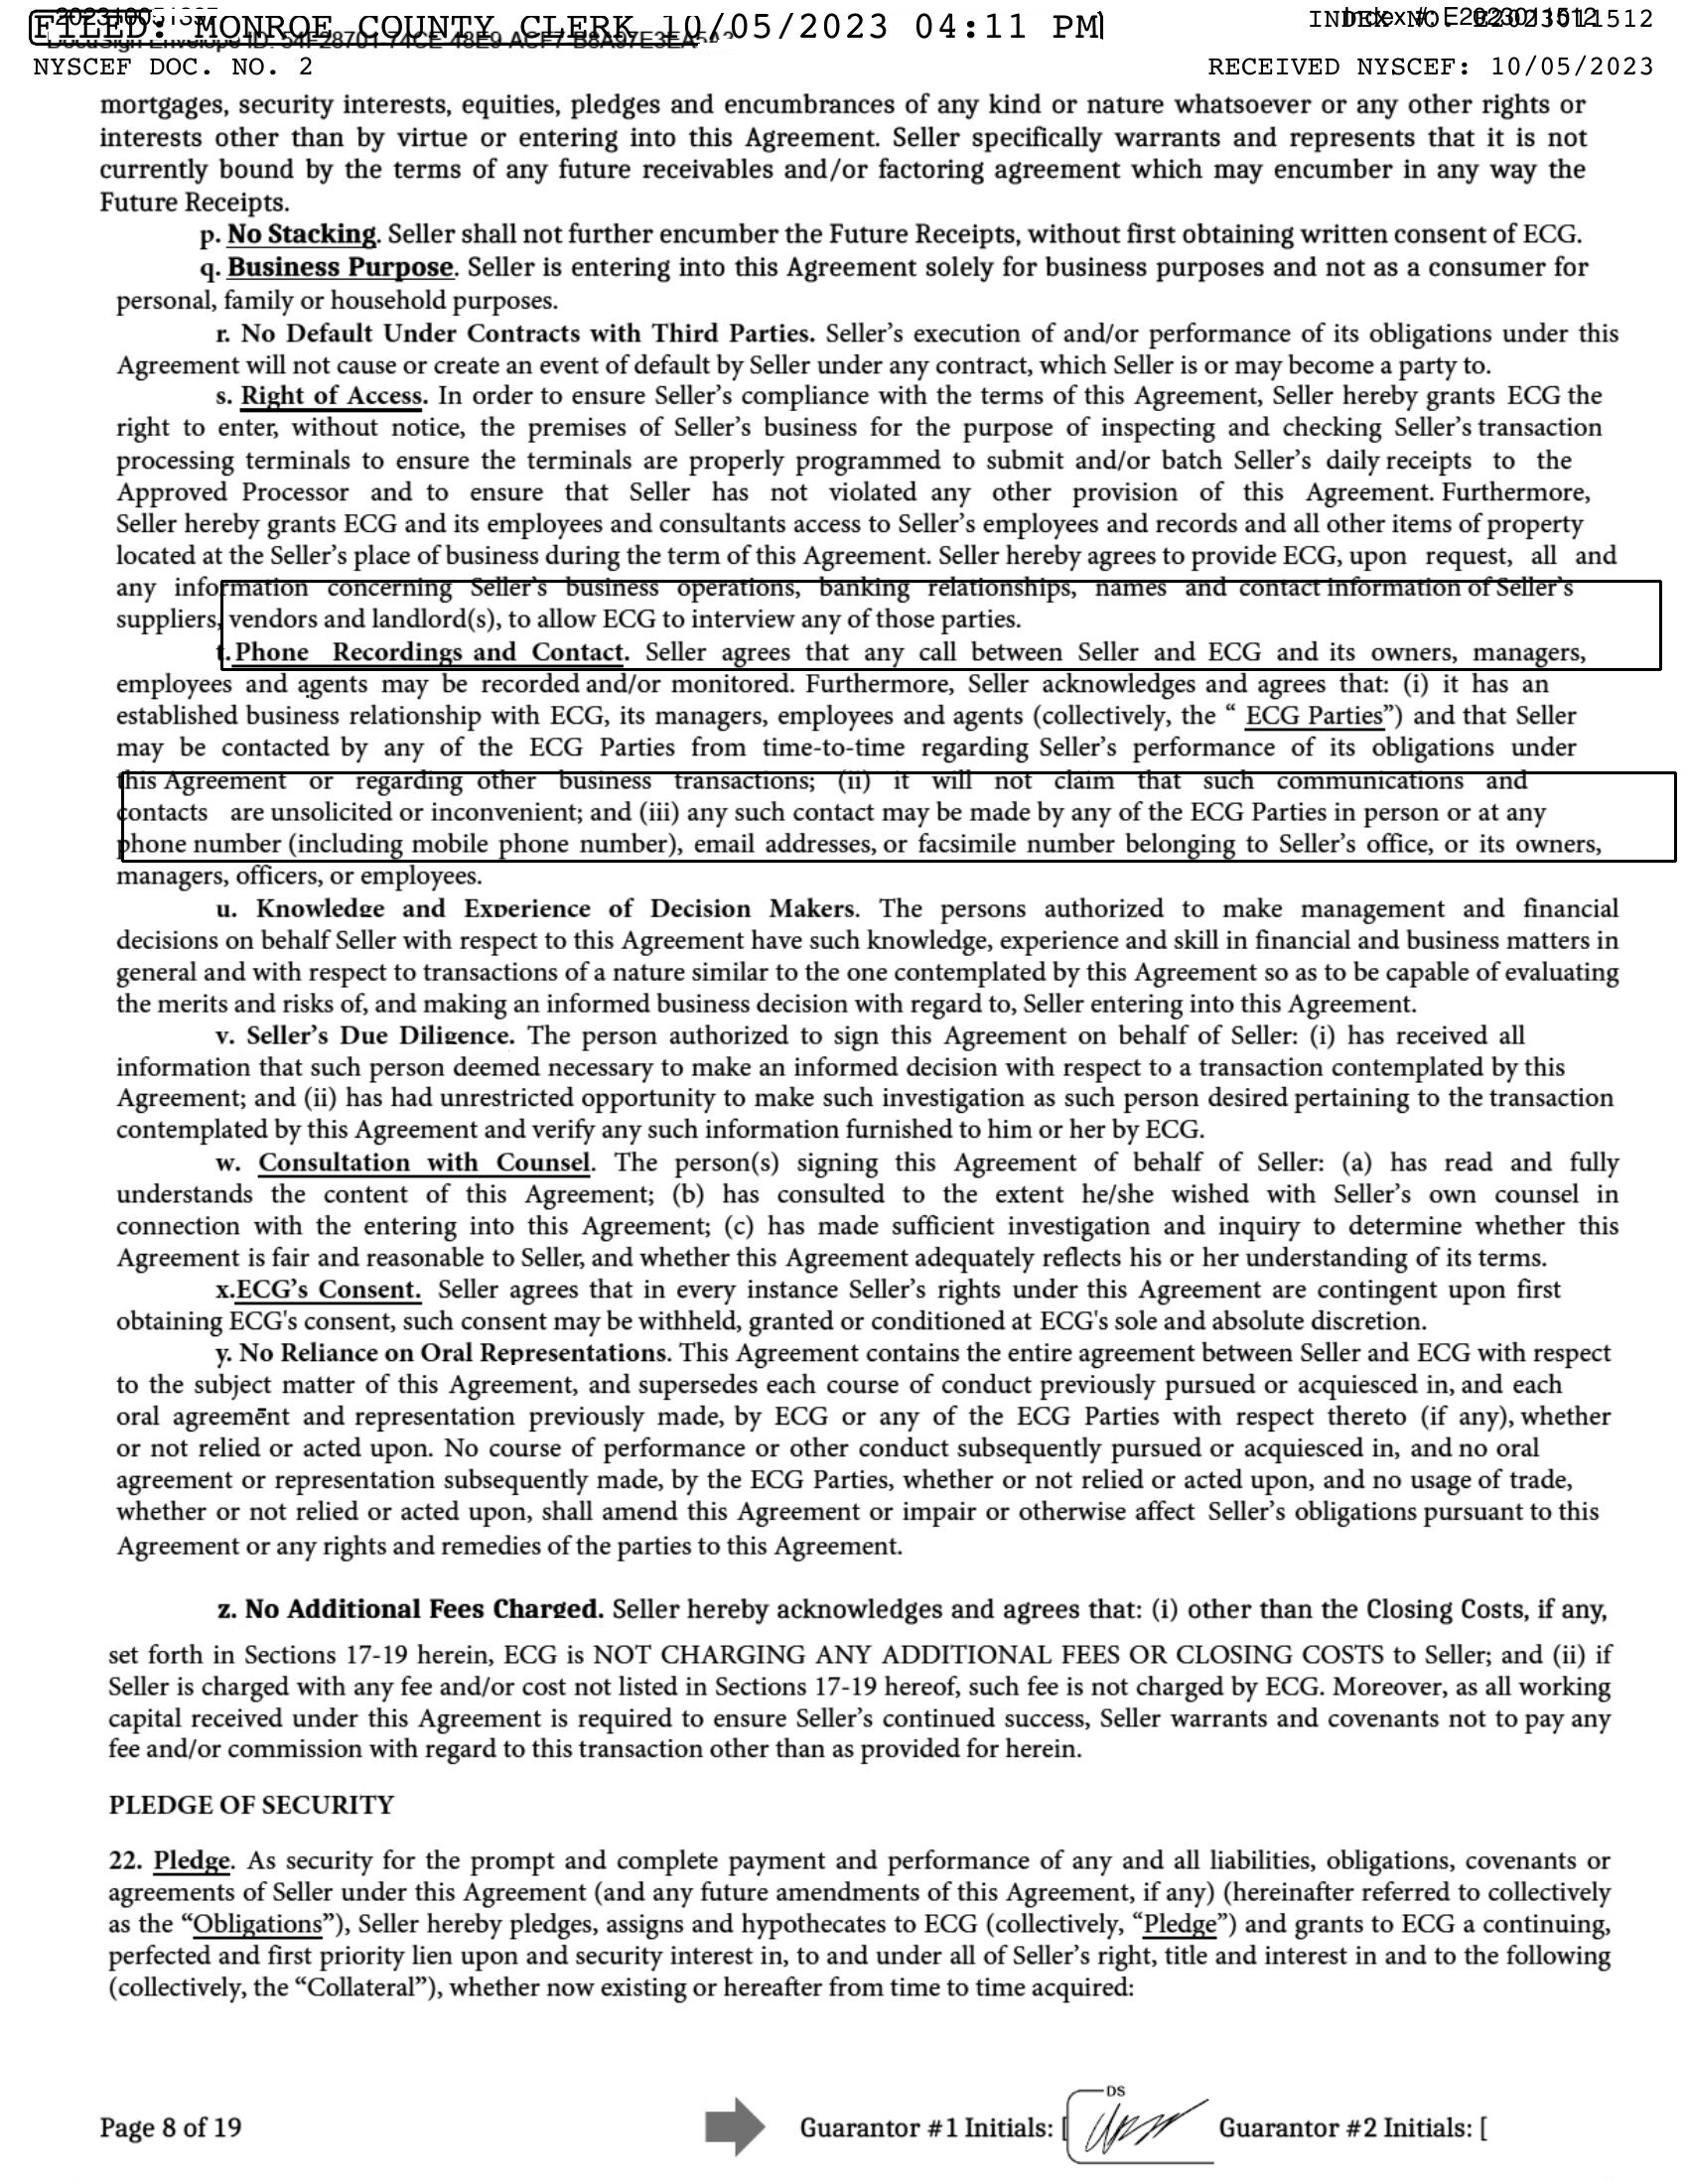 FILED: MONROE COUNTY CLERK 10/05/2023 04:11 PM
INDEX NO. E2023011512
Index #: E2023011512
NYSCEF DOC. NO. 2
RECEIVED NYSCEF: 10/05/2023
mortgages, security interests, equities, pledges and encumbrances of any kind or nature whatsoever or any other rights or
interests other than by virtue or entering into this Agreement. Seller specifically warrants and represents that it is not
currently bound by the terms of any future receivables and/or factoring agreement which may encumber in any way the
Future Receipts.
p. No Stacking. Seller shall not further encumber the Future Receipts, without first obtaining written consent of ECG.
q. Business Purpose. Seller is entering into this Agreement solely for business purposes and not as a consumer for
personal, family or household purposes.
r. No Default Under Contracts with Third Parties. Seller’s execution of and/or performance of its obligations under this
Agreement will not cause or create an event of default by Seller under any contract, which Seller is or may become a party to.
s. Right of Access. In order to ensure Seller’s compliance with the terms of this Agreement, Seller hereby grants ECG the
right to enter, without notice, the premises of Seller’s business for the purpose of inspecting and checking Seller’s transaction
processing terminals to ensure the terminals are properly programmed to submit and/or batch Seller’s daily receipts to the
Approved Processor and to ensure that Seller has not violated any other provision of this Agreement. Furthermore,
Seller hereby grants ECG and its employees and consultants access to Seller’s employees and records and all other items of property
located at the Seller’s place of business during the term of this Agreement. Seller hereby agrees to provide ECG, upon request, all and
any information concerning Seller’s business operations, banking relationships, names and contact information of Seller’s
suppliers, vendors and landlord(s), to allow ECG to interview any of those parties.
t. Phone Recordings and Contact. Seller agrees that any call between Seller and ECG and its owners, managers,
employees and agents may be recorded and/or monitored. Furthermore, Seller acknowledges and agrees that: (i) it has an
established business relationship with ECG, its managers, employees and agents (collectively, the “ ECG Parties”) and that Seller
may be contacted by any of the ECG Parties from time-to-time regarding Seller’s performance of its obligations under
this Agreement or regarding other business transactions; (ii) it will not claim that such communications and
contacts are unsolicited or inconvenient; and (iii) any such contact may be made by any of the ECG Parties in person or at any
phone number (including mobile phone number), email addresses, or facsimile number belonging to Seller’s office, or its owners,
managers, officers, or employees.
u. Knowledge and Experience of Decision Makers. The persons authorized to make management and financial
decisions on behalf Seller with respect to this Agreement have such knowledge, experience and skill in financial and business matters in
general and with respect to transactions of a nature similar to the one contemplated by this Agreement so as to be capable of evaluating
the merits and risks of, and making an informed business decision with regard to, Seller entering into this Agreement.
v. Seller’s Due Diligence. The person authorized to sign this Agreement on behalf of Seller: (i) has received all
information that such person deemed necessary to make an informed decision with respect to a transaction contemplated by this
Agreement; and (ii) has had unrestricted opportunity to make such investigation as such person desired pertaining to the transaction
contemplated by this Agreement and verify any such information furnished to him or her by ECG.
w. Consultation with Counsel. The person(s) signing this Agreement of behalf of Seller: (a) has read and fully
understands the content of this Agreement; (b) has consulted to the extent he/she wished with Seller’s own counsel in
connection with the entering into this Agreement; (c) has made sufficient investigation and inquiry to determine whether this
Agreement is fair and reasonable to Seller, and whether this Agreement adequately reflects his or her understanding of its terms.
x.ECG’s Consent. Seller agrees that in every instance Seller’s rights under this Agreement are contingent upon first
obtaining ECG's consent, such consent may be withheld, granted or conditioned at ECG's sole and absolute discretion.
y. No Reliance on Oral Representations. This Agreement contains the entire agreement between Seller and ECG with respect
to the subject matter of this Agreement, and supersedes each course of conduct previously pursued or acquiesced in, and each
oral agreement and representation previously made, by ECG or any of the ECG Parties with respect thereto (if any), whether
or not relied or acted upon. No course of performance or other conduct subsequently pursued or acquiesced in, and no oral
agreement or representation subsequently made, by the ECG Parties, whether or not relied or acted upon, and no usage of trade,
whether or not relied or acted upon, shall amend this Agreement or impair or otherwise affect Seller’s obligations pursuant to this
Agreement or any rights and remedies of the parties to this Agreement.
z. No Additional Fees Charged. Seller hereby acknowledges and agrees that: (i) other than the Closing Costs, if any,
set forth in Sections 17-19 herein, ECG is NOT CHARGING ANY ADDITIONAL FEES OR CLOSING COSTS to Seller; and (ii) if
Seller is charged with any fee and/or cost not listed in Sections 17-19 hereof, such fee is not charged by ECG. Moreover, as all working
capital received under this Agreement is required to ensure Seller’s continued success, Seller warrants and covenants not to pay any
fee and/or commission with regard to this transaction other than as provided for herein.
PLEDGE OF SECURITY
22. Pledge. As security for the prompt and complete payment and performance of any and all liabilities, obligations, covenants or
agreements of Seller under this Agreement (and any future amendments of this Agreement, if any) (hereinafter referred to collectively
as the “Obligations”), Seller hereby pledges, assigns and hypothecates to ECG (collectively, “Pledge”) and grants to ECG a continuing,
perfected and first priority lien upon and security interest in, to and under all of Seller’s right, title and interest in and to the following
(collectively, the “Collateral”), whether now existing or hereafter from time to time acquired:
DS
Page 8 of 19 Guarantor #1 Initials: [ Guarantor #2 Initials: [